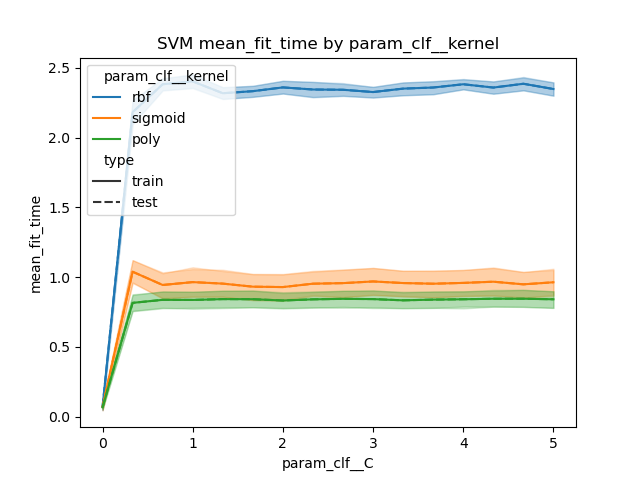 SVM mean_fit_time by param_clf__kernel
param_clf__kernel
rbf
sigmoid
poly
type
train
test
mean_fit_time
2.5
2.0
1.5
1.0
0.5
0.0
0
1
2
3
4
5
param_clf__C